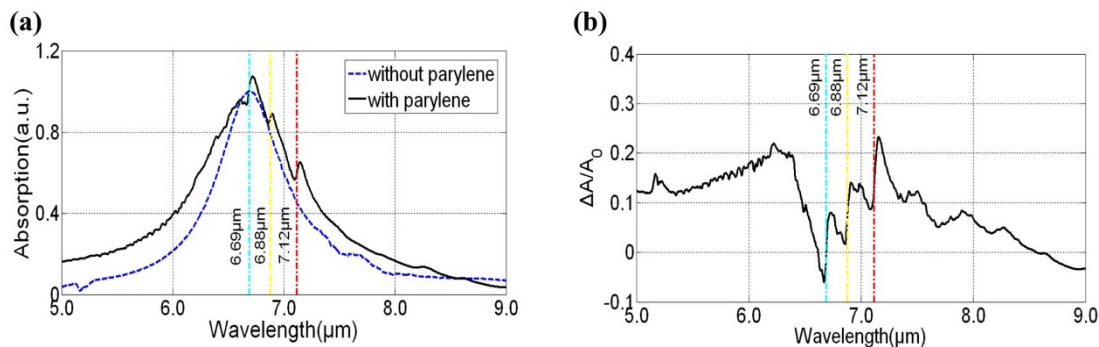 (a)
1.2
0.8
0.4
0
Absorption(a.u.)
without parylene
with parylene
6.69μm
6.88μm
7.12μm
5.0 6.0 7.0 8.0 9.0
Wavelength(μm)
(b)
0.4
0.3
0.2
0.1
0
-0.1
ΔA/A0
6.69μm
6.88μm
7.12μm
5.0 6.0 7.0 8.0 9.0
Wavelength(μm)